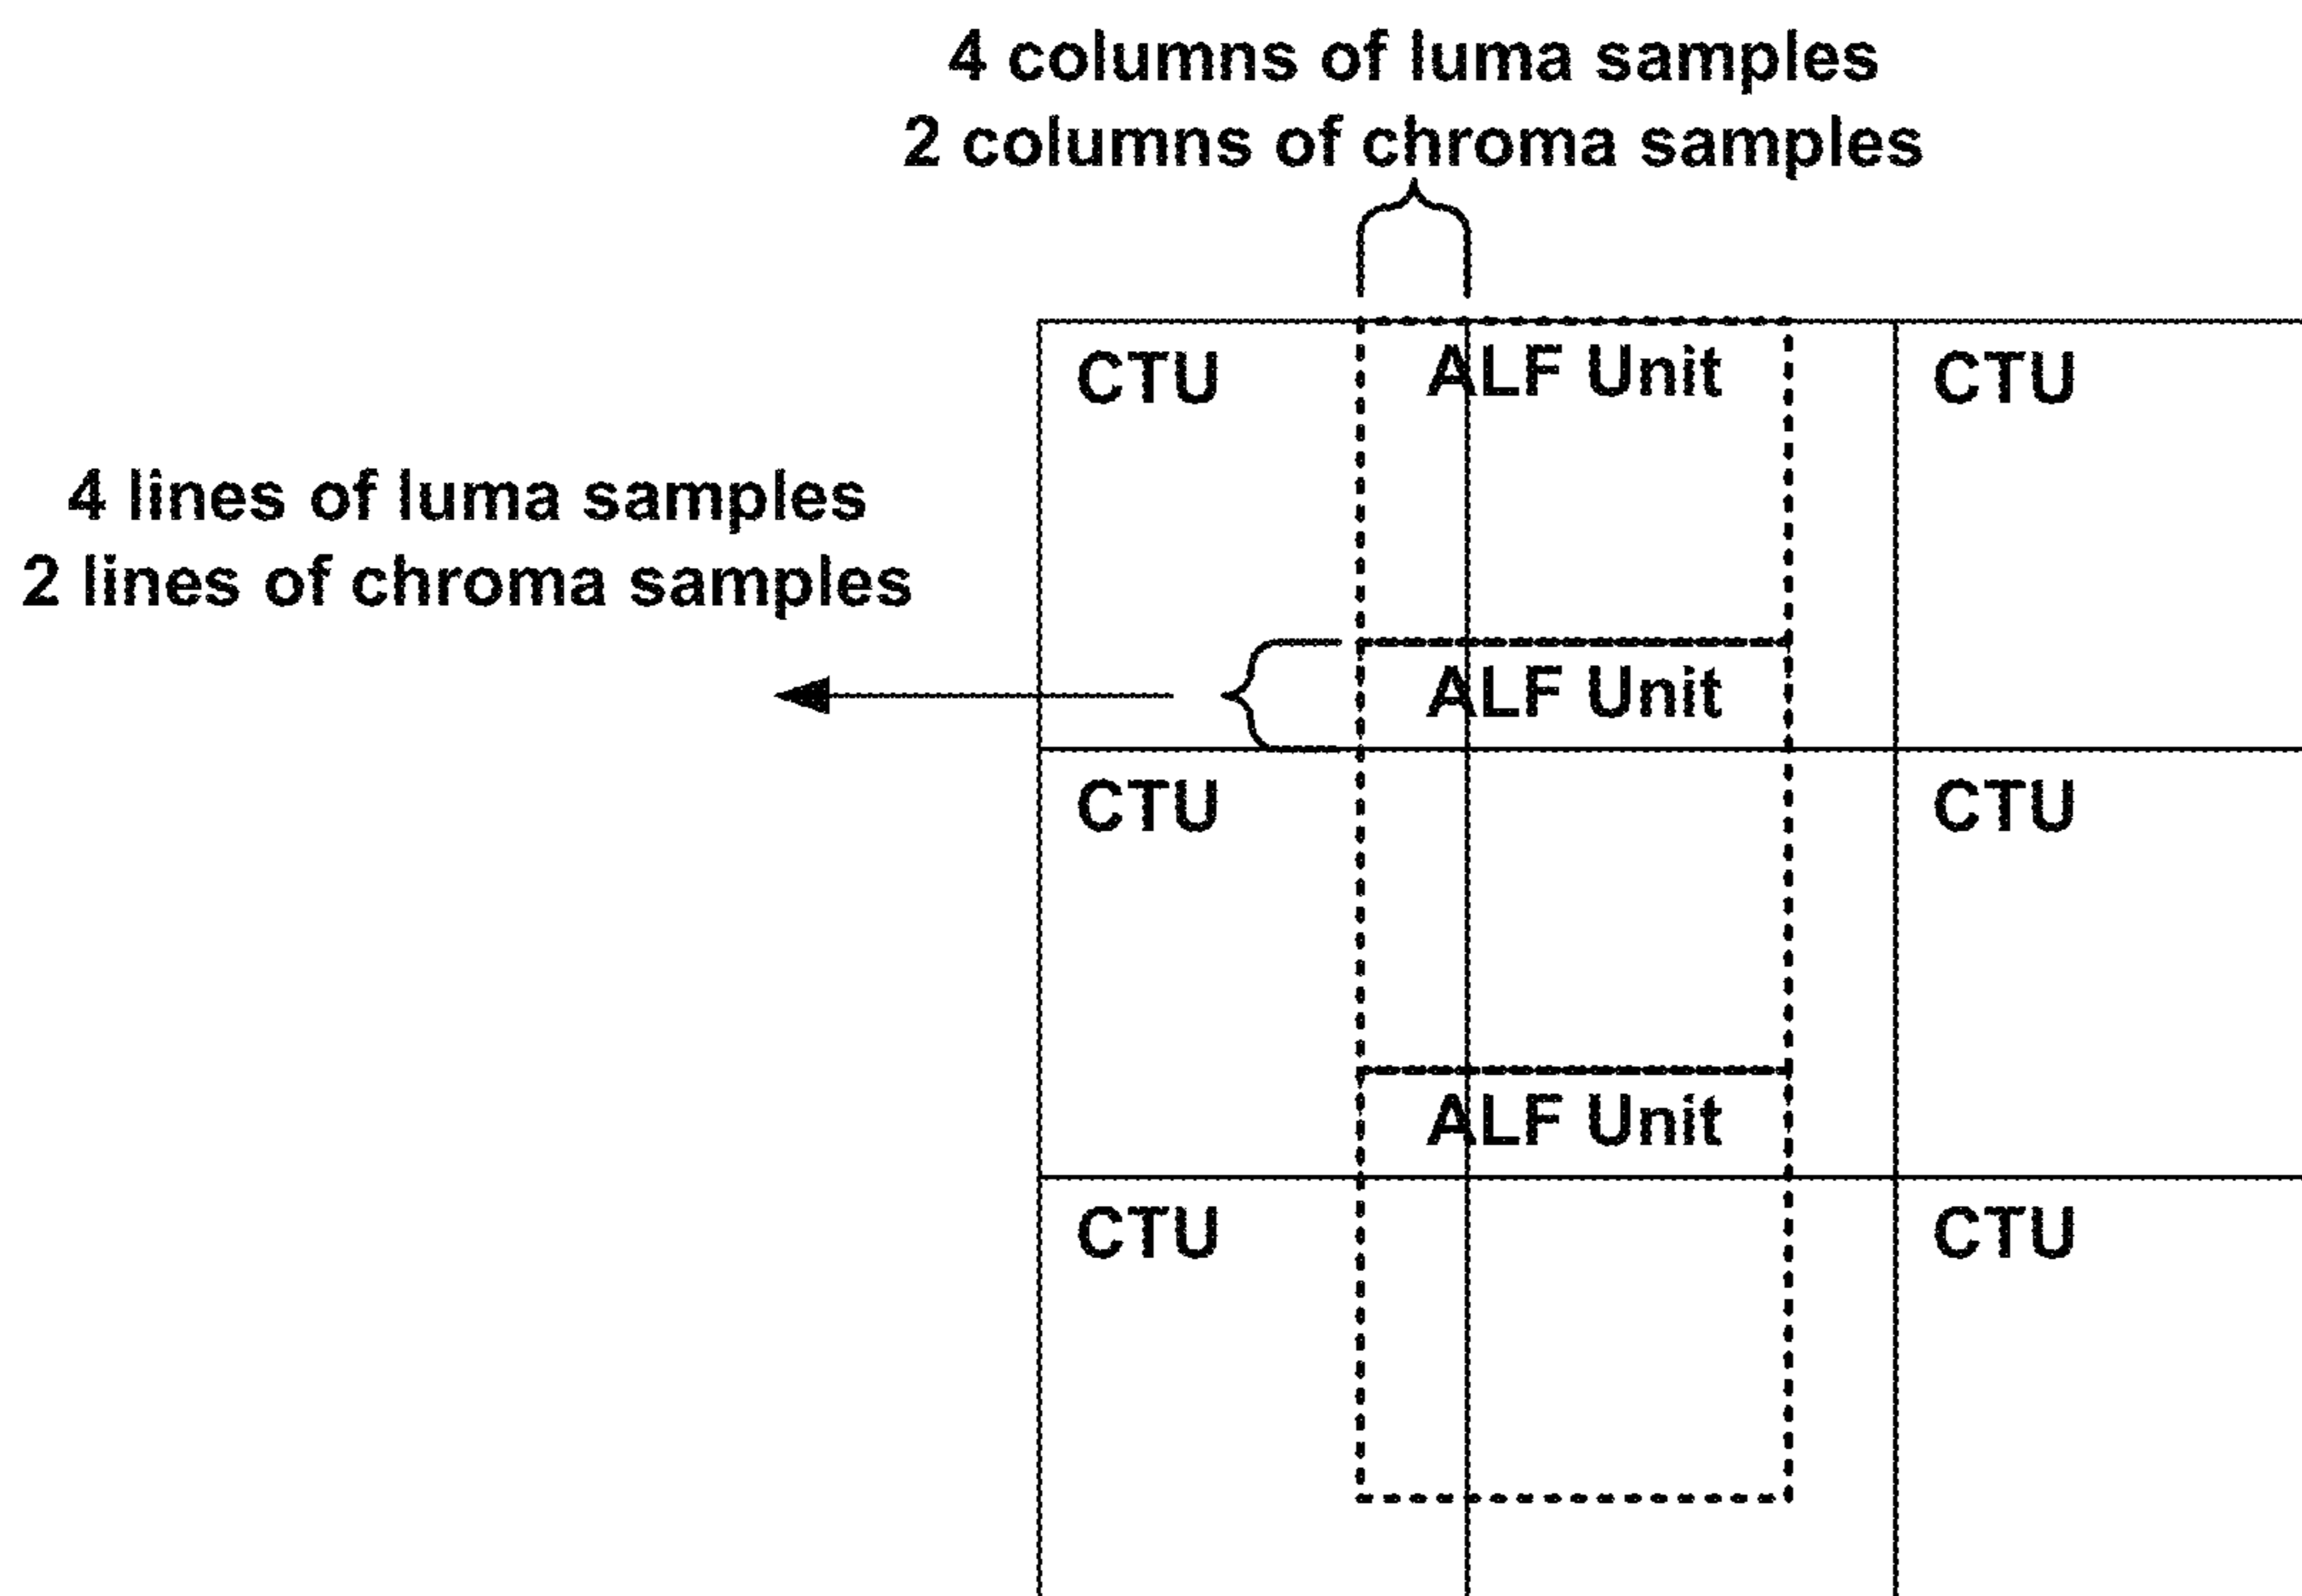 4 columns of luma samples
2 columns of chroma samples
CTU
ALF Unit
CTU
4 lines of luma samples
2 lines of chroma samples
ALF Unit
CTU
CTU
ALF Unit
CTU
CTU